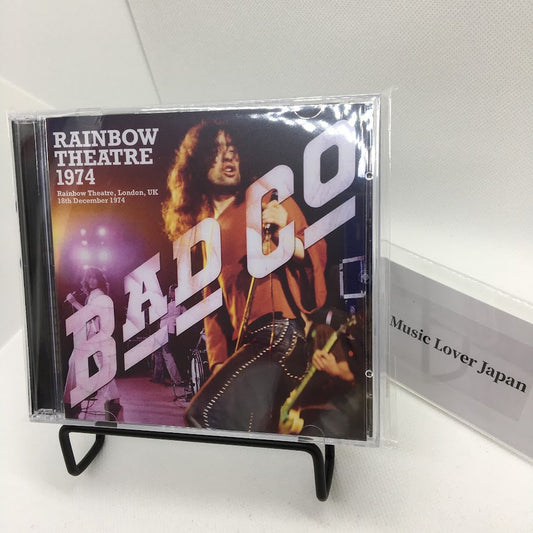 RAINBOW
THEATRE
1974
Rainbow Theatre, London, UK
18th December 1974
BAD CO
Music Lover Japan